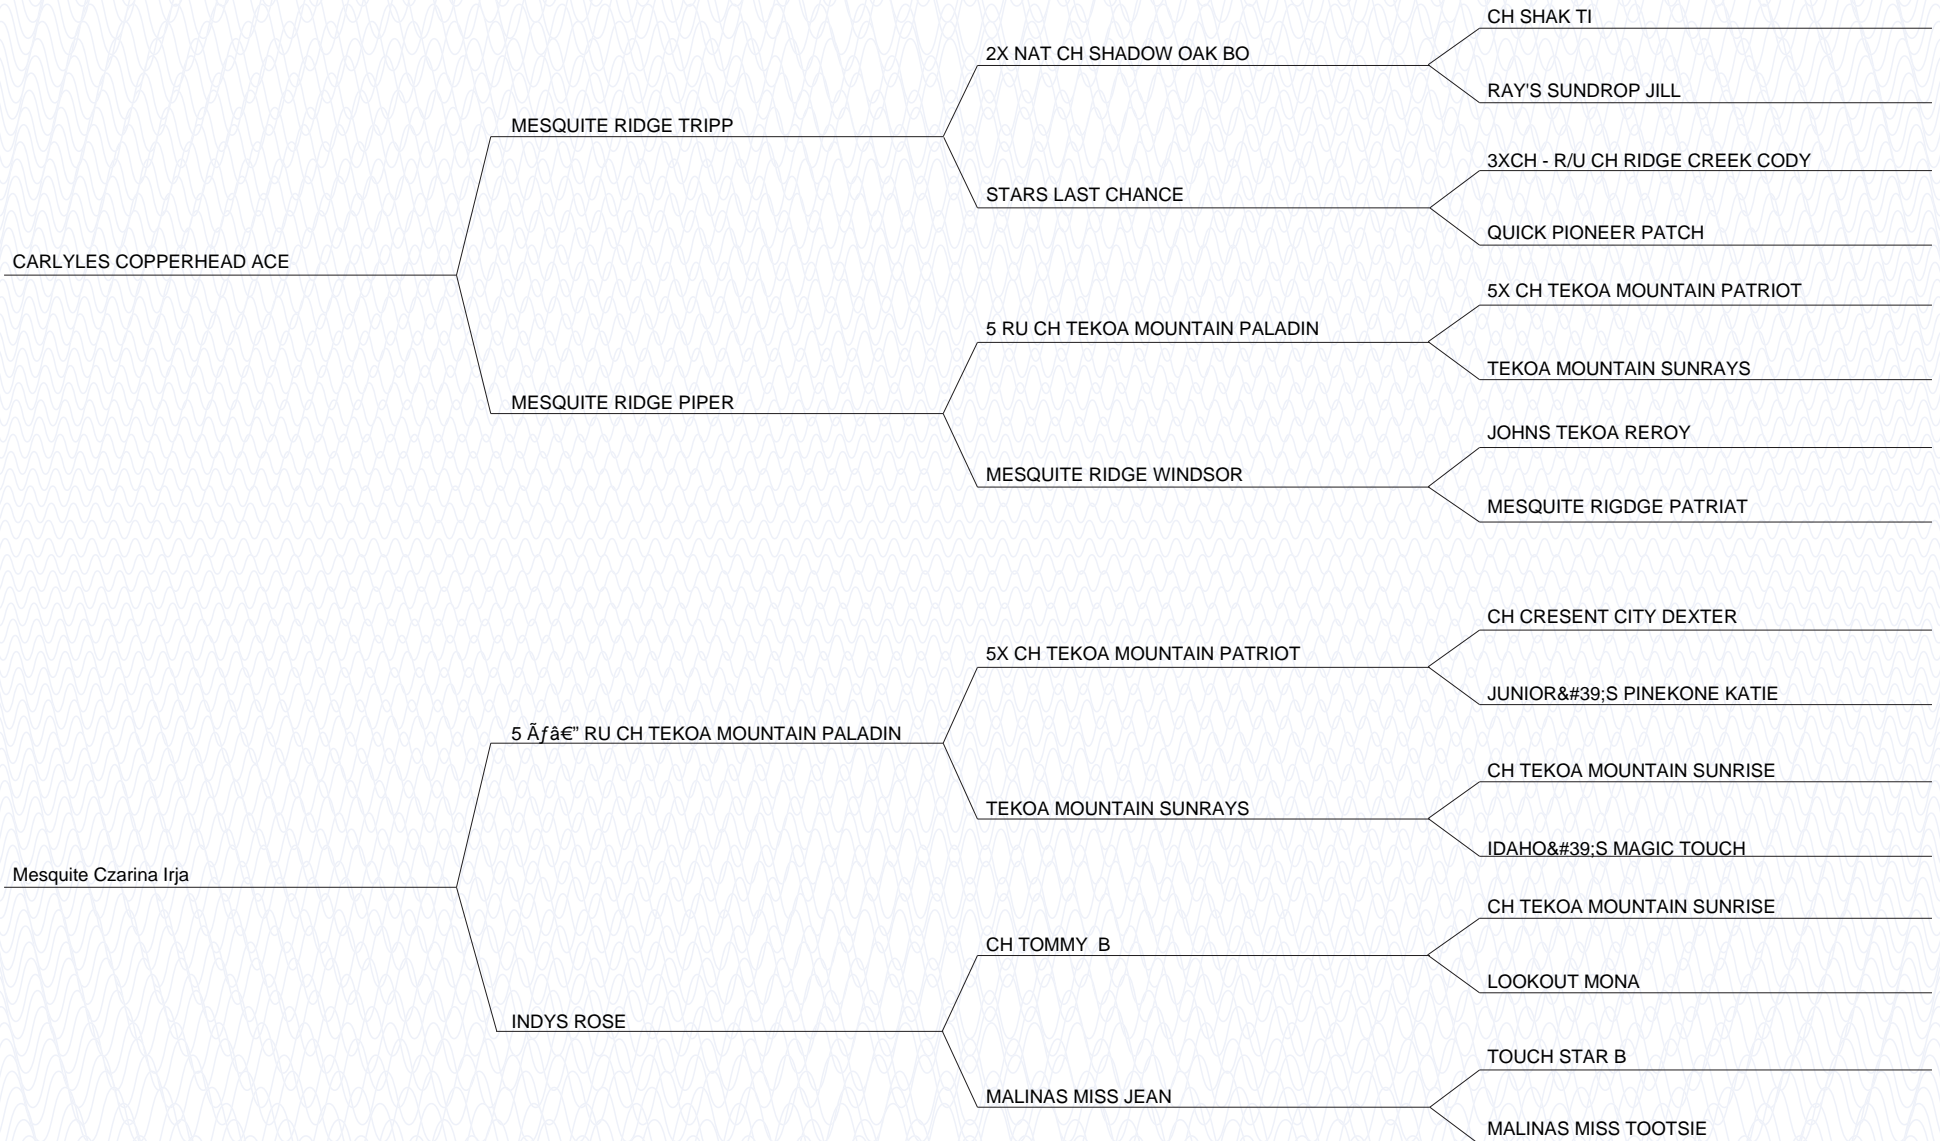 CH SHAK TI
2X NAT CH SHADOW OAK BO
RAY'S SUNDROP JILL
MESQUITE RIDGE TRIPP
3XCH - R/U CH RIDGE CREEK CODY
STARS LAST CHANCE
QUICK PIONEER PATCH
CARLYLES COPPERHEAD ACE
5X CH TEKOA MOUNTAIN PATRIOT
5 RU CH TEKOA MOUNTAIN PALADIN
TEKOA MOUNTAIN SUNRAYS
MESQUITE RIDGE PIPER
JOHNS TEKOA REROY
MESQUITE RIDGE WINDSOR
MESQUITE RIGDGE PATRIAT
CH CRESENT CITY DEXTER
5X CH TEKOA MOUNTAIN PATRIOT
JUNIOR&#39;S PINEKONE KATIE
5 Ãƒâ€” RU CH TEKOA MOUNTAIN PALADIN
CH TEKOA MOUNTAIN SUNRISE
TEKOA MOUNTAIN SUNRAYS
IDAHO&#39;S MAGIC TOUCH
Mesquite Czarina Irja
CH TEKOA MOUNTAIN SUNRISE
CH TOMMY  B
LOOKOUT MONA
INDYS ROSE
TOUCH STAR B
MALINAS MISS JEAN
MALINAS MISS TOOTSIE